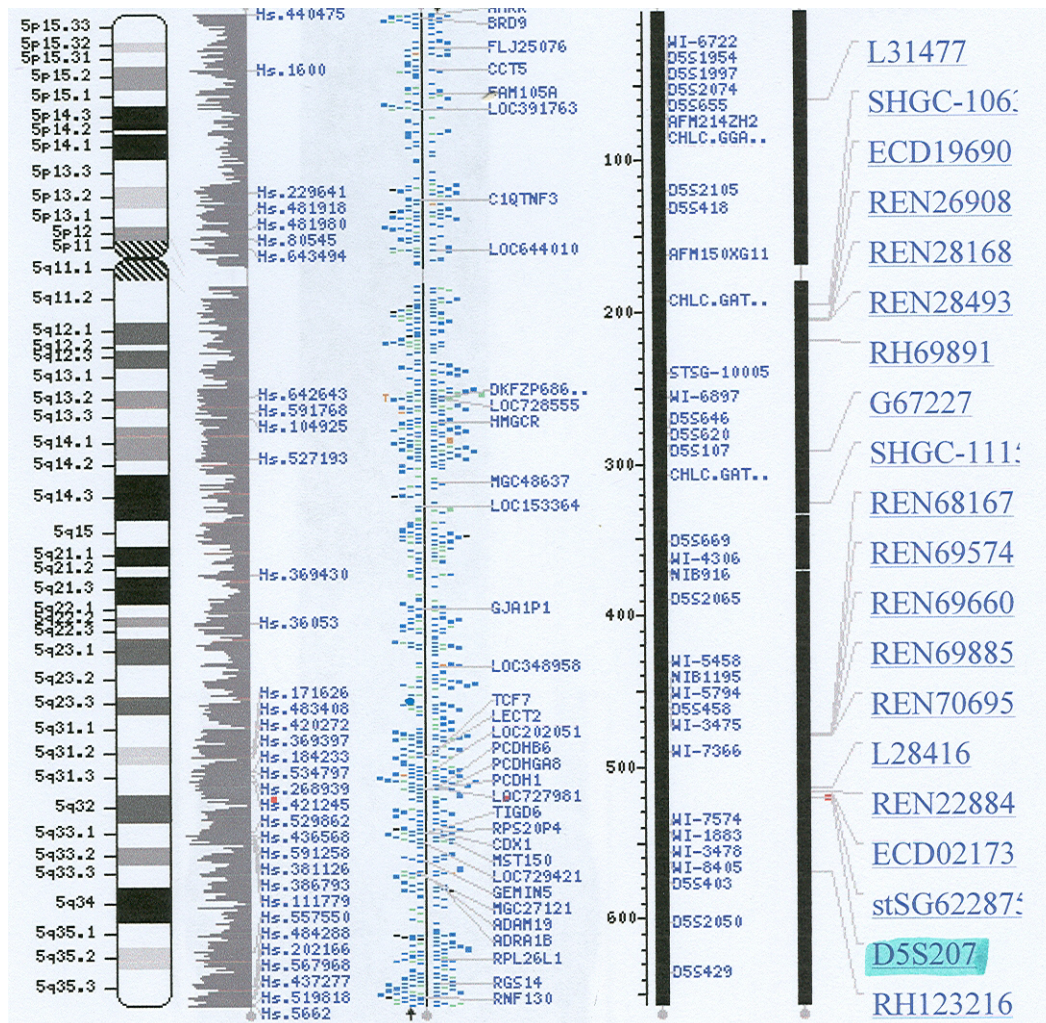 5p15.33
5p15.32
5p15.31
5p15.2
5p15.1
5p14.3
5p14.2
5p14.1
5p13.3
5p13.2
5p13.1
5p12
5p11
5q11.1
5q11.2
5q12.1
5q12.3
5q13.1
5q13.2
5q13.3
5q14.1
5q14.2
5q14.3
5q15
5q21.1
5q21.2
5q21.3
5q22.1
5q22.3
5q23.1
5q23.2
5q23.3
5q31.1
5q31.2
5q31.3
5q32
5q33.1
5q33.2
5q33.3
5q34
5q35.1
5q35.2
5q35.3
Hs.440475
Hs.1600
Hs.229641
Hs.481918
Hs.481980
Hs.80545
Hs.643494
Hs.642643
Hs.591768
Hs.104925
Hs.527193
Hs.369430
Hs.36053
Hs.171626
Hs.483408
Hs.420272
Hs.369397
Hs.184233
Hs.534797
Hs.268939
Hs.421245
Hs.529862
Hs.436568
Hs.591258
Hs.381126
Hs.386793
Hs.111779
Hs.557550
Hs.484288
Hs.202166
Hs.567968
Hs.437277
Hs.519818
Hs.5662
BRD9
FLJ25076
CCT5
FAM105A
LOC391763
C1QTNF3
LOC644010
DKFZP686..
LOC728555
HMGCR
MGC48637
LOC153364
GJA1P1
LOC348958
TCF7
LECT2
LOC202051
PCDHB6
PCDHGA8
PCDH1
LOC727981
TIGD6
RPS20P4
CDX1
MST150
LOC729421
GEMIN5
MGC27121
ADAM19
ADRA1B
RPL26L1
RGS14
RNF130
100
200
300
400
500
600
WI-6722
D5S1954
D5S1997
D5S2074
D5S655
AFM214ZH2
CHLC.GGA..
D5S2105
D5S418
AFM150XG11
CHLC.GAT..
STSG-10005
WI-6897
D5S646
D5S620
D5S107
CHLC.GAT..
D5S669
WI-4306
NIB916
D5S2065
WI-5458
NIB1195
WI-5794
D5S458
WI-3475
WI-7366
WI-7574
WI-1883
WI-3478
WI-8405
D5S403
D5S2050
D5S429
L31477
SHGC-106
ECD19690
REN26908
REN28168
REN28493
RH69891
G67227
SHGC-1115
REN68167
REN69574
REN69660
REN69885
REN70695
L28416
REN22884
ECD02173
stSG62287
D5S207
RH123216